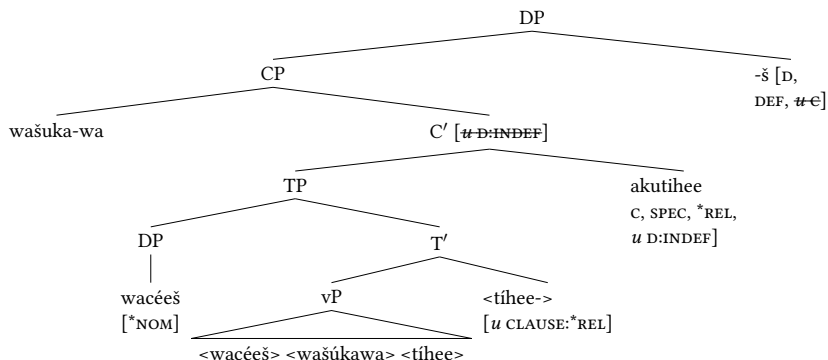 DP
CP
-š [D,
DEF, u C]
wašuka-wa
C′ [u D:INDEF]
TP
akutihee
C, SPEC, *REL,
u D:INDEF]
DP
T′
wacéeš
[*NOM]
vP
<tíhee->
[u CLAUSE:*REL]
<wacéeš> <wašúkawa> <tíhee>